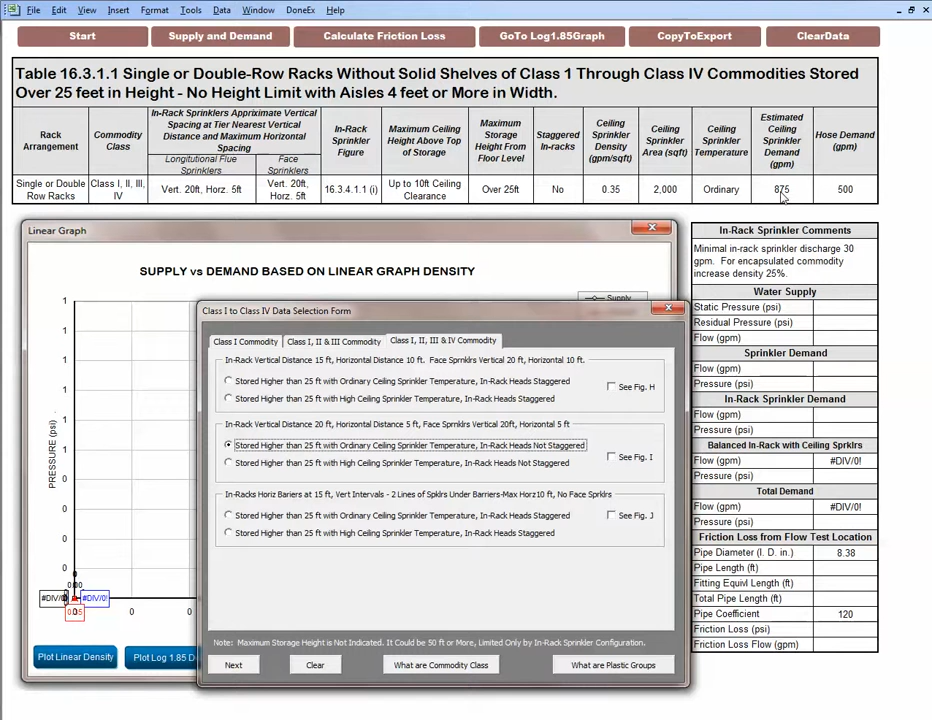 File Edit View Insert Format Tools Data Window DoneEx Help
Start Supply and Demand Calculate Friction Loss GoTo Log1.85Graph CopyToExport ClearData
Table 16.3.1.1 Single or Double-Row Racks Without Solid Shelves of Class 1 Through Class IV Commodities Stored
Over 25 feet in Height - No Height Limit with Aisles 4 feet or More in Width.
Rack
Arrangement
Commodity
Class
In-Rack Sprinklers Appriximate Vertical
Spacing at Tier Nearest Vertical
Distance and Maximum Horizontal
Spacing
Longitutional Flue
Sprinklers
Face
Sprinklers
In-Rack
Sprinkler
Figure
Maximum Ceiling
Height Above Top
of Storage
Maximum
Storage
Height From
Floor Level
Staggered
In-racks
Ceiling
Sprinkler
Density
(gpm/sqft)
Ceiling
Sprinkler
Area (sqft)
Ceiling
Sprinkler
Temperature
Estimated
Ceiling
Sprinkler
Demand
(gpm)
Hose Demand
(gpm)
Single or Double
Row Racks
Class I, II, III,
IV
Vert. 20ft, Horz. 5ft
Vert. 20ft,
Horz. 5ft
16.3.4.1.1 (i)
Up to 10ft Ceiling
Clearance
Over 25ft
No
0.35
2,000
Ordinary
875
500
Linear Graph
SUPPLY vs DEMAND BASED ON LINEAR GRAPH DENSITY
Supply
1
1
1
1
1
0
0
0
0
0
PRESSURE (psi)
0
0.00
#DIV/0!
#DIV/0!
0
0
Plot Linear Density
Plot Log 1.85 D
Class I to Class IV Data Selection Form
Class I Commodity Class I, II & III Commodity Class I, II, III & IV Commodity
In-Rack Vertical Distance 15 ft, Horizontal Distance 10 ft. Face Sprnklrs Vertical 20 ft, Horizontal 10 ft.
Stored Higher than 25 ft with Ordinary Ceiling Sprinkler Temperature, In-Rack Heads Staggered
Stored Higher than 25 ft with High Ceiling Sprinkler Temperature, In-Rack Heads Staggered
See Fig. H
In-Rack Vertical Distance 20 ft, Horizontal Distance 5 ft, Face Sprnklrs Vertical 20ft, Horizontal 5 ft
Stored Higher than 25 ft with Ordinary Ceiling Sprinkler Temperature, In-Rack Heads Not Staggered
Stored Higher than 25 ft with High Ceiling Sprinkler Temperature, In-Rack Heads Not Staggered
See Fig. I
In-Racks Horiz Bariers at 15 ft, Vert Intervals - 2 Lines of Spklrs Under Barriers-Max Horz10 ft, No Face Sprklrs
Stored Higher than 25 ft with Ordinary Ceiling Sprinkler Temperature, In-Rack Heads Staggered
Stored Higher than 25 ft with High Ceiling Sprinkler Temperature, In-Rack Heads Staggered
See Fig. J
Note: Maximum Storage Height is Not Indicated. It Could be 50 ft or More, Limited Only by In-Rack Sprinkler Configuration.
Next Clear What are Commodity Class What are Plastic Groups
In-Rack Sprinkler Comments
Minimal in-rack sprinkler discharge 30
gpm. For encapsulated commodity
increase density 25%.
Water Supply
Static Pressure (psi)
Residual Pressure (psi)
Flow (gpm)
Sprinkler Demand
Flow (gpm)
Pressure (psi)
In-Rack Sprinkler Demand
Flow (gpm)
Pressure (psi)
Balanced In-Rack with Ceiling Sprklrs
Flow (gpm) #DIV/0!
Pressure (psi)
Total Demand
Flow (gpm) #DIV/0!
Pressure (psi)
Friction Loss from Flow Test Location
Pipe Diameter (I. D. in.) 8.38
Pipe Length (ft)
Fitting Equivl Length (ft)
Total Pipe Length (ft)
Pipe Coefficient 120
Friction Loss (psi)
Friction Loss Flow (gpm)